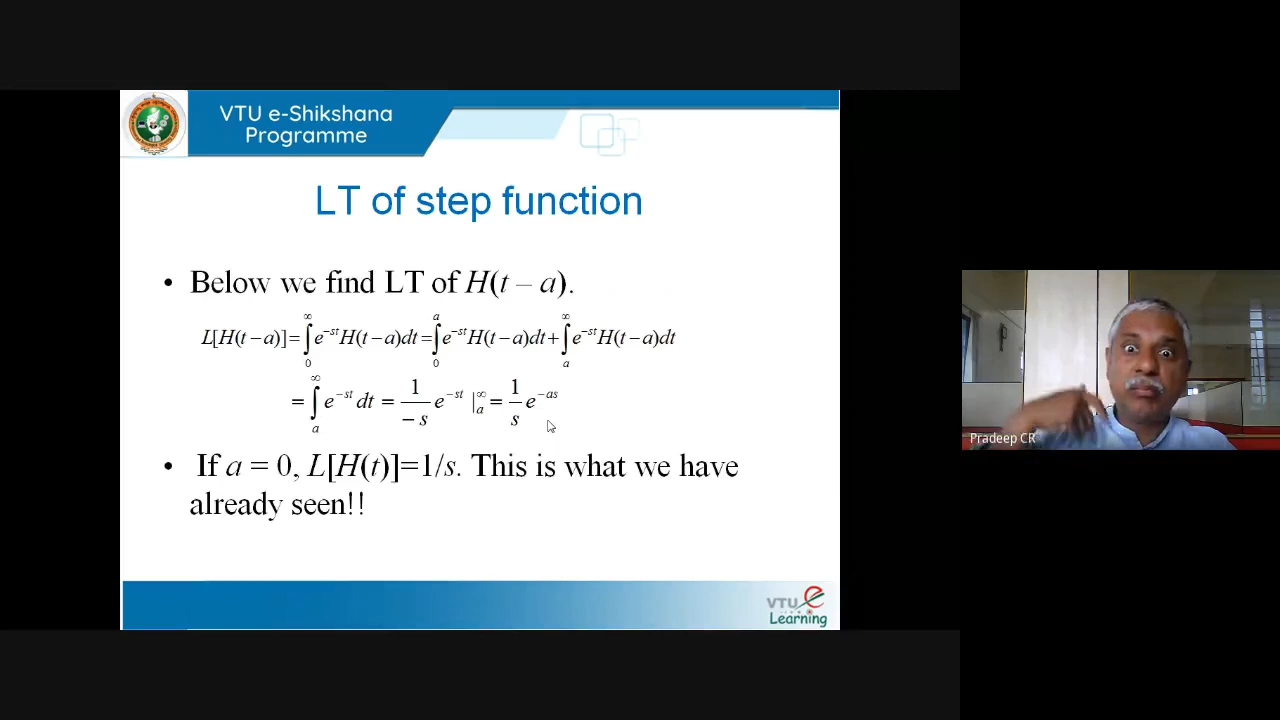 VTU e-Shikshana
Programme
LT of step function
• Below we find LT of H(t – a).
L[H(t−a)]=∫₀^∞ e^{−st}H(t−a)dt=∫₀^a e^{−st}H(t−a)dt+∫ₐ^∞ e^{−st}H(t−a)dt
=∫ₐ^∞ e^{−st} dt = 1/−s e^{−st} |ₐ^∞ = 1/s e^{−as}
• If a = 0, L[H(t)]=1/s. This is what we have
already seen!!
Pradeep CR
VTU e
Learning